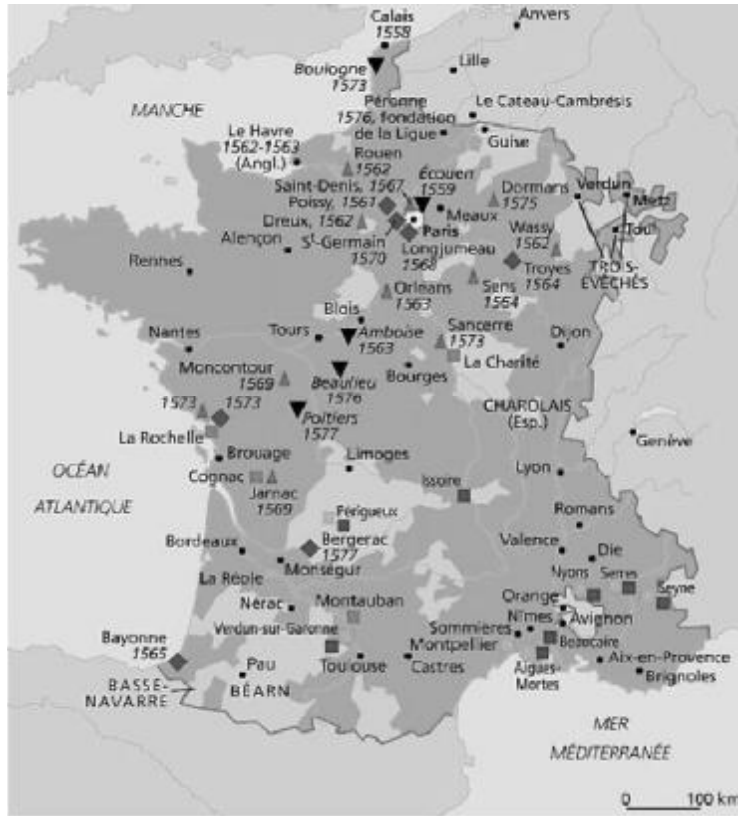 Calais
1558
Anvers
Boulogne
1573
Lille
MANCHE
Péronne
1576, fondation
de la Ligue
Le Cateau-Cambrésis
Guise
Le Havre
1562-1563
(Angl.)
Rouen
1562
Écouen
1559
Saint-Denis, 1567
Poissy, 1561
Dormans
1575
Verdun
Metz
Toul
TROIS-
ÉVÊCHÉS
Dreux, 1562
Meaux
Paris
Wassy
1562
Alençon
St-Germain
1570
Longjumeau
1568
Troyes
1564
Rennes
Orléans
1563
Sens
1564
Blois
Nantes
Tours
Amboise
1563
Sancerre
1573
Dijon
La Charité
Moncontour
1569
Beaulieu
1576
Bourges
1573
1573
Poitiers
1577
CHAROLAIS
(Esp.)
La Rochelle
Genève
Brouage
Limoges
OCÉAN
ATLANTIQUE
Cognac
Jarnac
1569
Issoire
Lyon
Périgueux
Romans
Bordeaux
Bergerac
1577
Valence
Die
Monségur
La Réole
Nyons
Serres
Seyne
Nérac
Montauban
Orange
Nîmes
Avignon
Verdun-sur-Garonne
Sommières
Beaucaire
Bayonne
1565
Montpellier
Pau
Toulouse
Castres
Aigues-
Mortes
Aix-en-Provence
Brignoles
BASSE-
NAVARRE
BÉARN
MER
MÉDITERRANÉE
0 100 km